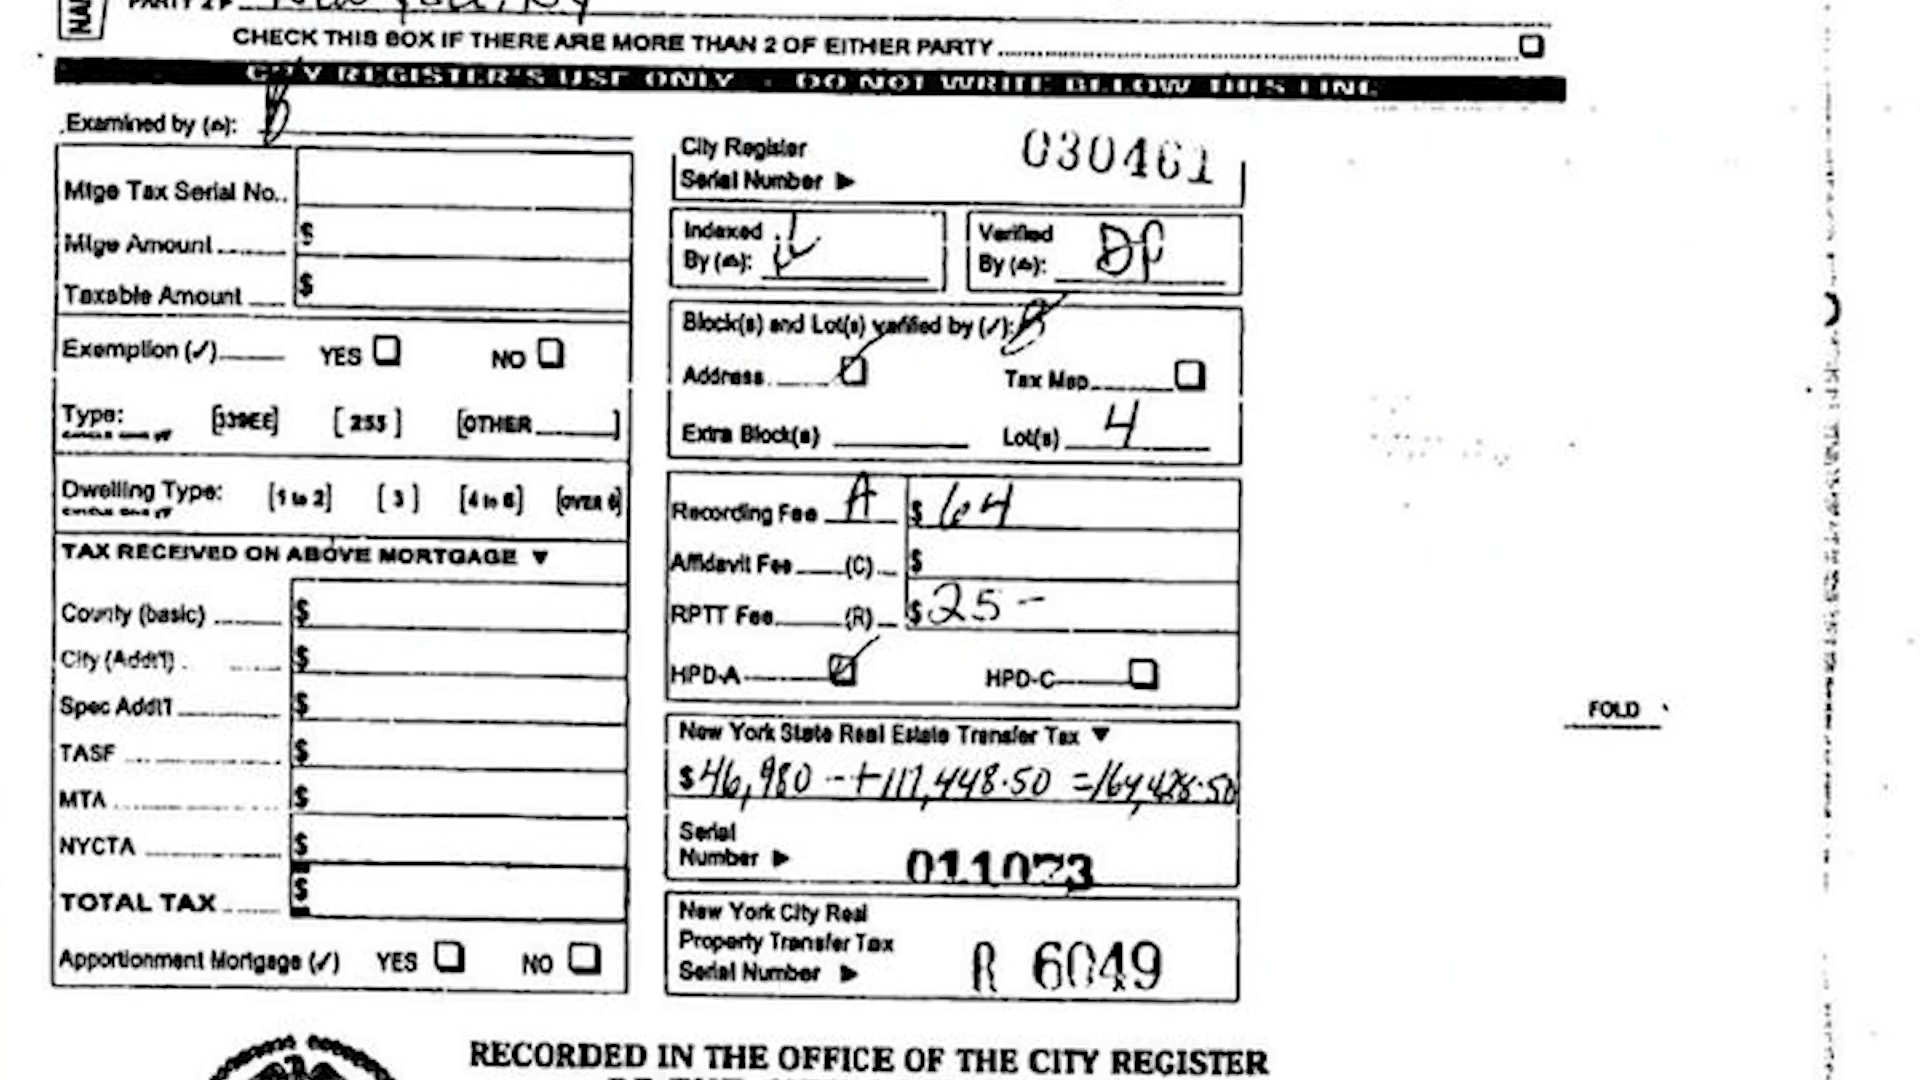 PARTY 2 ▶
CHECK THIS BOX IF THERE ARE MORE THAN 2 OF EITHER PARTY
CITY REGISTER'S USE ONLY - DO NOT WRITE BELOW THIS LINE
Examined by (✍):
Mtge Tax Serial No..
Mtge Amount $
Taxable Amount $
Exemption (✓) YES NO
Type: [339EE] [255] [OTHER ]
Dwelling Type: [1 to 2] [3] [4 to 6] [OVER 6]
TAX RECEIVED ON ABOVE MORTGAGE ▼
County (basic) $
City (Addt'l) $
Spec Addt'l $
TASF $
MTA $
NYCTA $
TOTAL TAX $
Apportionment Mortgage (✓) YES NO
City Register
Serial Number ▶ 030461
Indexed
By (✍):
Verified
By (✍): DP
Block(s) and Lot(s) verified by (✓):
Address Tax Map
Extra Block(s) Lot(s) 4
Recording Fee A $ 64
Affidavit Fee (C) $
RPTT Fee (R) $ 25 -
HPD-A HPD-C
New York State Real Estate Transfer Tax ▼
$46,980 -+ 117,448.50 =164,428.50
Serial
Number ▶ 011073
New York City Real
Property Transfer Tax
Serial Number ▶ R 6049
FOLD
RECORDED IN THE OFFICE OF THE CITY REGISTER